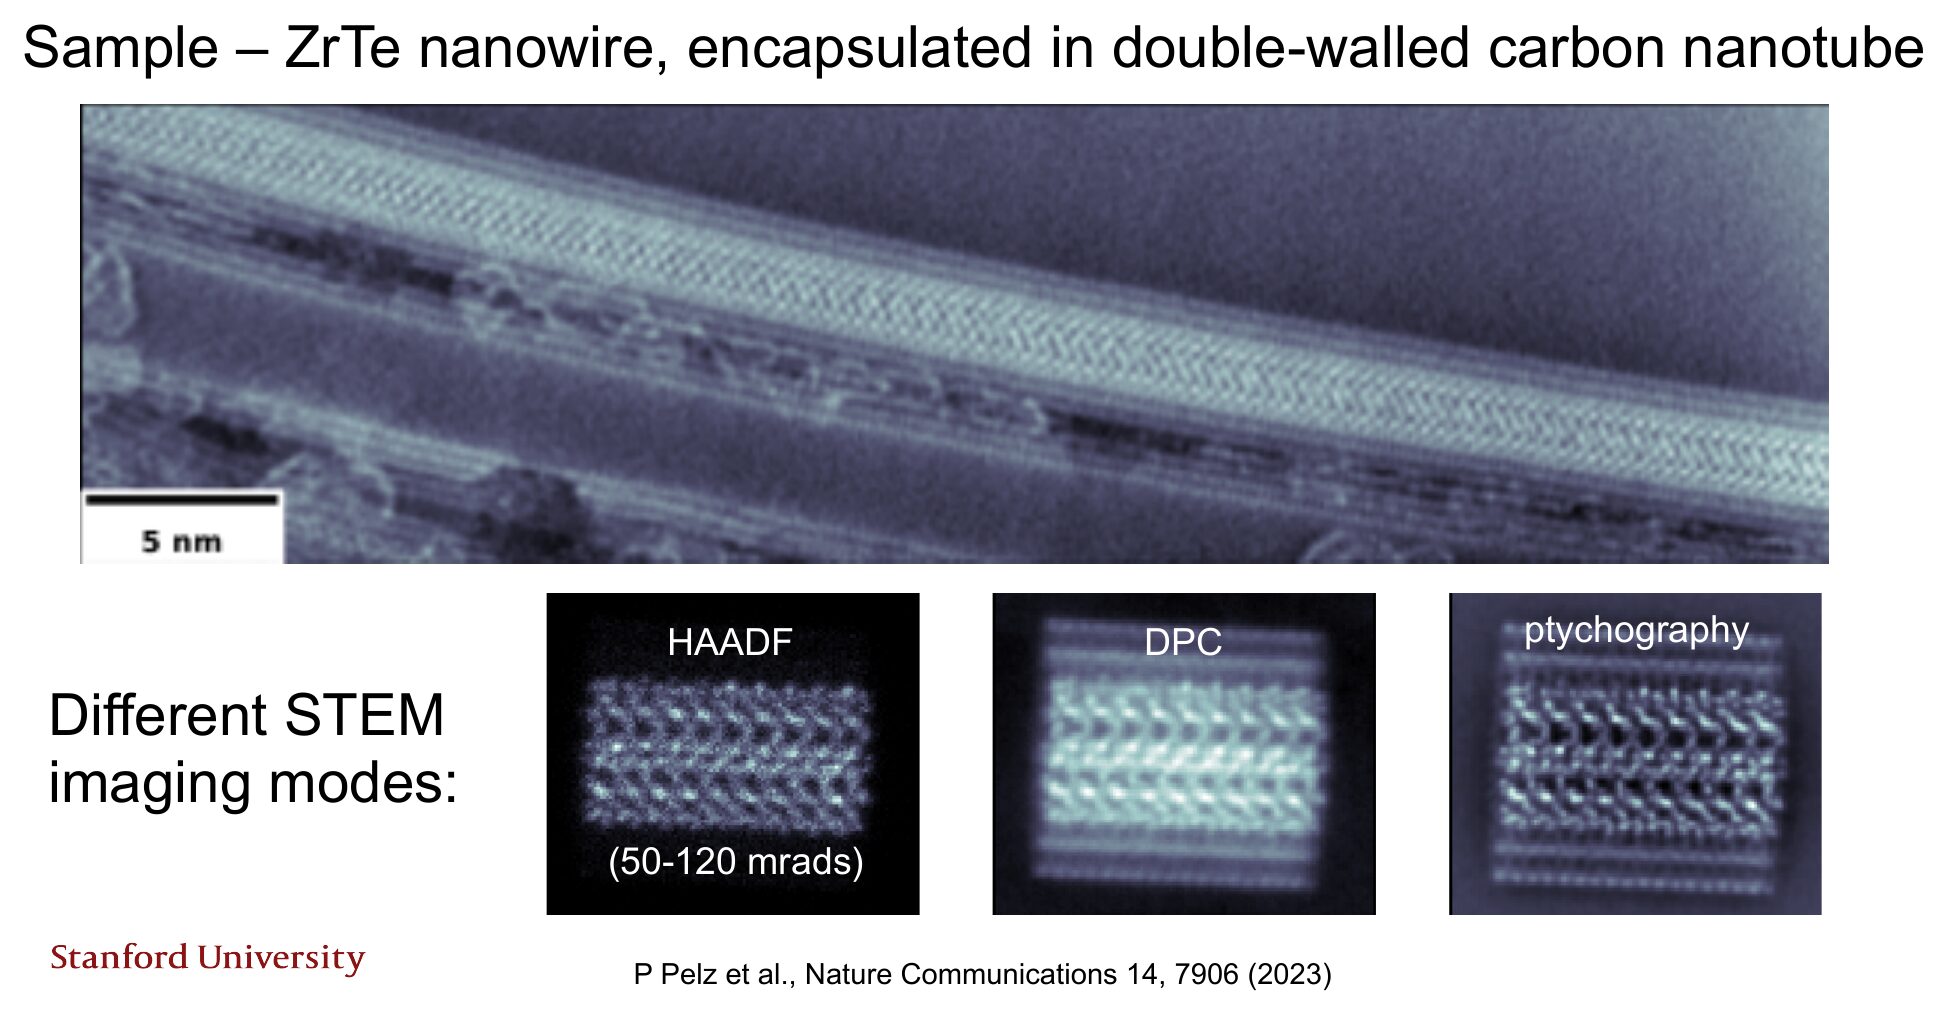 Sample – ZrTe nanowire, encapsulated in double-walled carbon nanotube
5 nm
Different STEM
imaging modes:
HAADF
(50-120 mrads)
DPC
ptychography
Stanford University
P Pelz et al., Nature Communications 14, 7906 (2023)